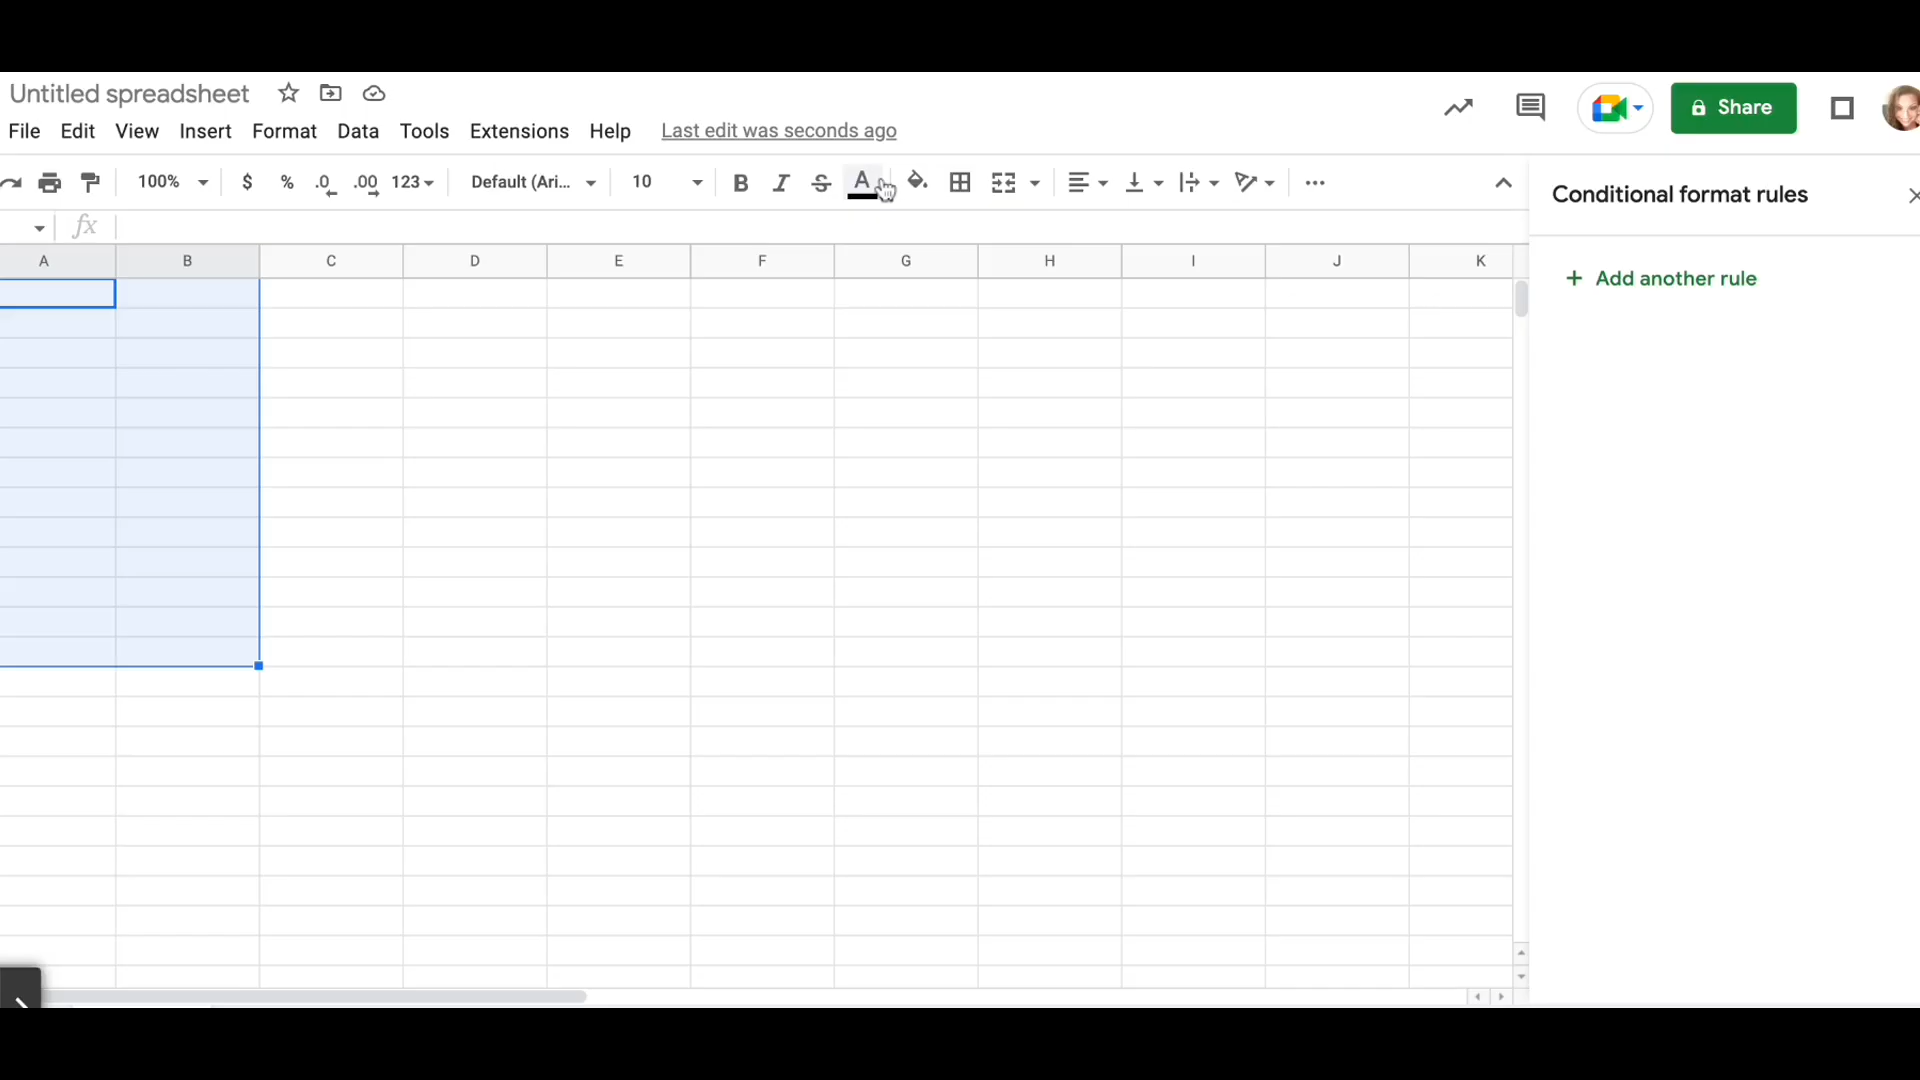 Untitled spreadsheet
File Edit View Insert Format Data Tools Extensions Help Last edit was seconds ago
Share
100% $ % .0 .00 123 Default (Ari... 10 B I S A
Conditional format rules
fx
A B C D E F G H I J K
+ Add another rule